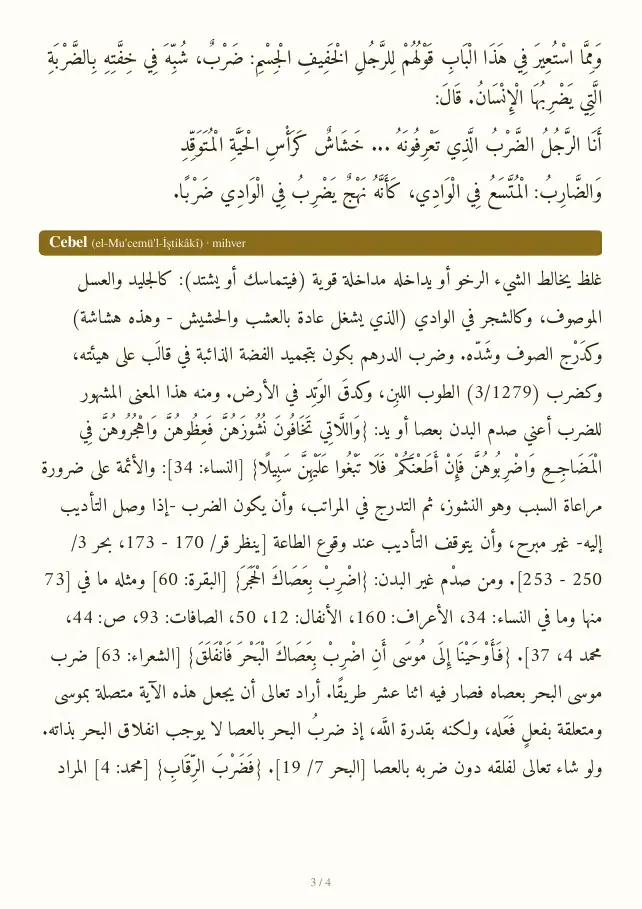 وَمِمَّا اسْتُعِيرَ فِي هَذَا الْبَابِ قَوْلُهُمْ لِلرَّجُلِ الْخَفِيفِ الْجِسْمِ: ضَرْبٌ، شُبِّهَ فِي خِفَّتِهِ بِالضَّرْبَةِ
الَّتِي يَضْرِبُهَا الْإِنْسَانُ. قَالَ:
أَنَا الرَّجُلُ الضَّرْبُ الَّذِي تَعْرِفُونَهُ ... خَشَاشٌ كَرَأْسِ الْحَيَّةِ الْمُتَوَقِّدِ
وَالضَّارِبُ: الْمُتَّسَعُ فِي الْوَادِي، كَأَنَّهُ نَهْجٌ يَضْرِبُ فِي الْوَادِي ضَرْبًا.
Cebel (el-Mu'cemü'l-İştikâkî) · mihver
غلظ يخالط الشيء الرخو أو يداخله مداخلة قوية (فيتماسك أو يشتد): كالجليد والعسل
الموصوف، وكالشجر في الوادي (الذي يشغل عادة بالعشب والحشيش - وهذه هشاشة)
وكدَرْج الصوف وشَدّه. وضرب الدرهم يكون بتجميد الفضة الذائبة في قالَب على هيئته،
وكضرب (3/1279) الطوب اللبِن، وكدقَ الوَتِد في الأرض. ومنه هذا المعنى المشهور
للضرب أعني صدم البدن بعصا أو يد: {وَاللَّاتِي تَخَافُونَ نُشُوزَهُنَّ فَعِظُوهُنَّ وَاهْجُرُوهُنَّ فِي
الْمَضَاجِعِ وَاضْرِبُوهُنَّ فَإِنْ أَطَعْنَكُمْ فَلَا تَبْغُوا عَلَيْهِنَّ سَبِيلًا} [النساء: 34]: والأئمة على ضرورة
مراعاة السبب وهو النشوز، ثم التدرج في المراتب، وأن يكون الضرب -إذا وصل التأديب
إليه- غير مبرح، وأن يتوقف التأديب عند وقوع الطاعة [ينظر قر/ 170 - 173، بحر 3/
250 - 253]. ومن صدْم غير البدن: {اضْرِبْ بِعَصَاكَ الْحَجَرَ} [البقرة: 60] ومثله ما في [73
منها وما في النساء: 34، الأعراف: 160، الأنفال: 12، 50، الصافات: 93، ص: 44،
محمد 4، 37]. {فَأَوْحَيْنَا إِلَى مُوسَى أَنِ اضْرِبْ بِعَصَاكَ الْبَحْرَ فَانْفَلَقَ} [الشعراء: 63] ضرب
موسى البحر بعصاه فصار فيه اثنا عشر طريقًا. أراد تعالى أن يجعل هذه الآية متصلة بموسى
ومتعلقة بفعلٍ فَعَله، ولكنه بقدرة الله، إذ ضربُ البحر بالعصا لا يوجب انفلاق البحر بذاته.
ولو شاء تعالى لفلقه دون ضربه بالعصا [البحر 7/ 19]. {فَضَرْبَ الرِّقَابِ} [محمد: 4] المراد
3 / 4